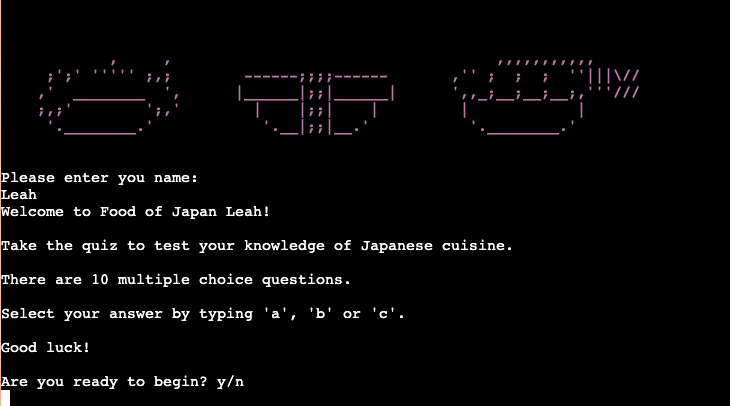 Please enter you name:
Leah
Welcome to Food of Japan Leah!
Take the quiz to test your knowledge of Japanese cuisine.
There are 10 multiple choice questions.
Select your answer by typing 'a', 'b' or 'c'.
Good luck!
Are you ready to begin? y/n